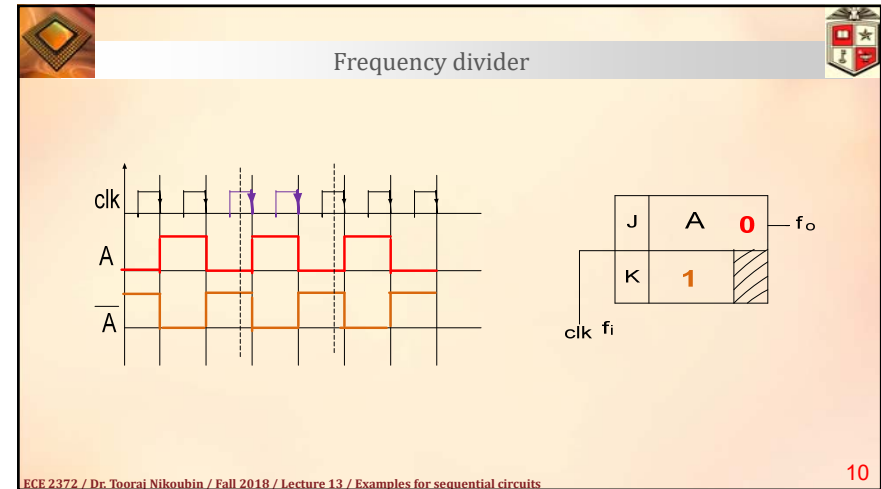 Frequency divider
clk
A
A
J A 0 fo
K 1
clk fi
ECE 2372 / Dr. Tooraj Nikoubin / Fall 2018 / Lecture 13 / Examples for sequential circuits
10